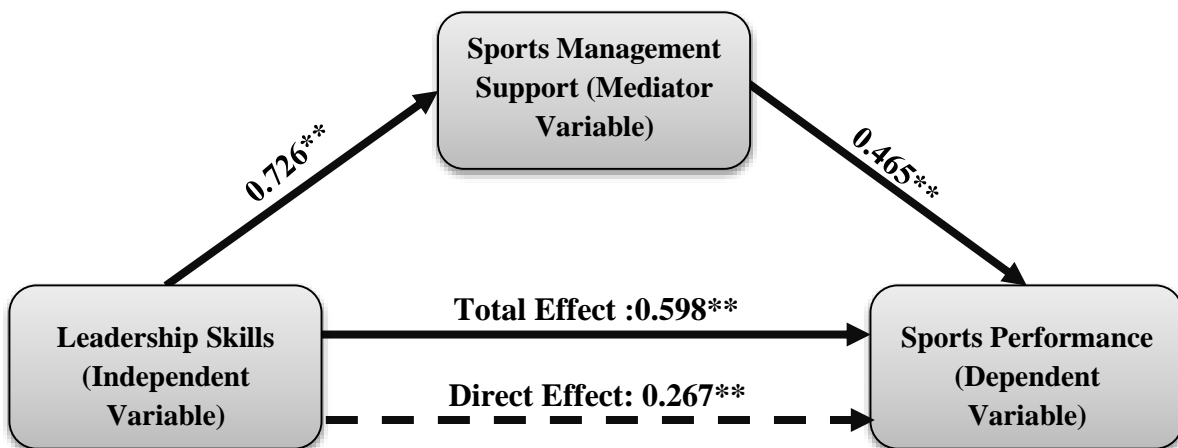 Sports Management
Support (Mediator
Variable)
0.726**
0.465**
Total Effect :0.598**
Leadership Skills
(Independent
Variable)
Direct Effect: 0.267**
Sports Performance
(Dependent
Variable)